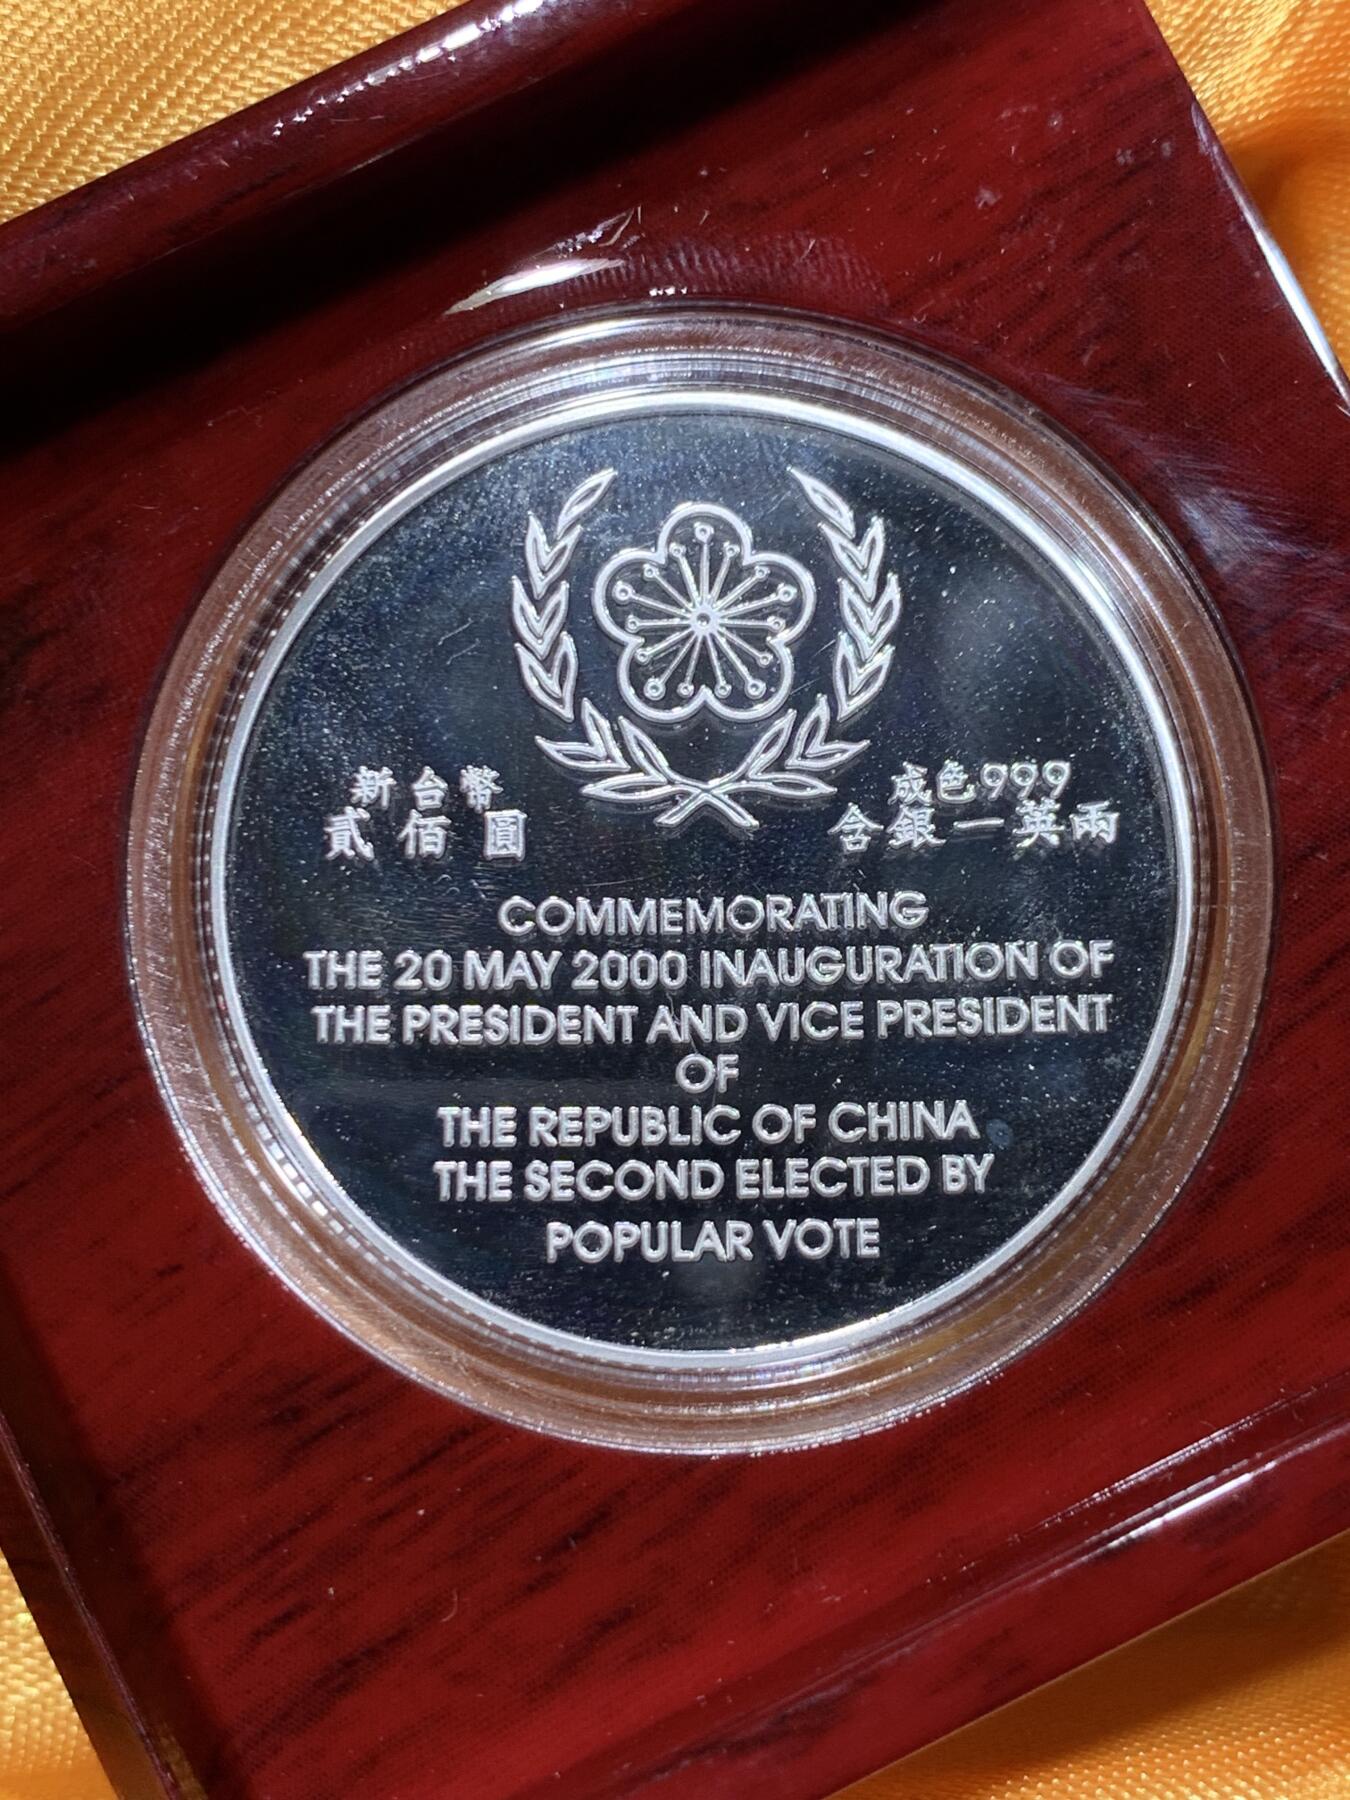 新台幣
貳佰圓
成色999
含銀一英兩
COMMEMORATING
THE 20 MAY 2000 INAUGURATION OF
THE PRESIDENT AND VICE PRESIDENT
OF
THE REPUBLIC OF CHINA
THE SECOND ELECTED BY
POPULAR VOTE